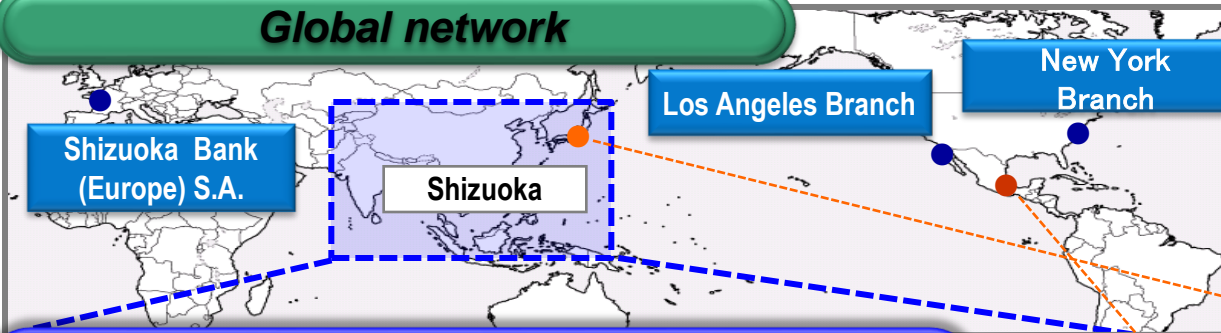 Global network
New York
Branch
Los Angeles Branch
Shizuoka Bank
(Europe) S.A.
Shizuoka